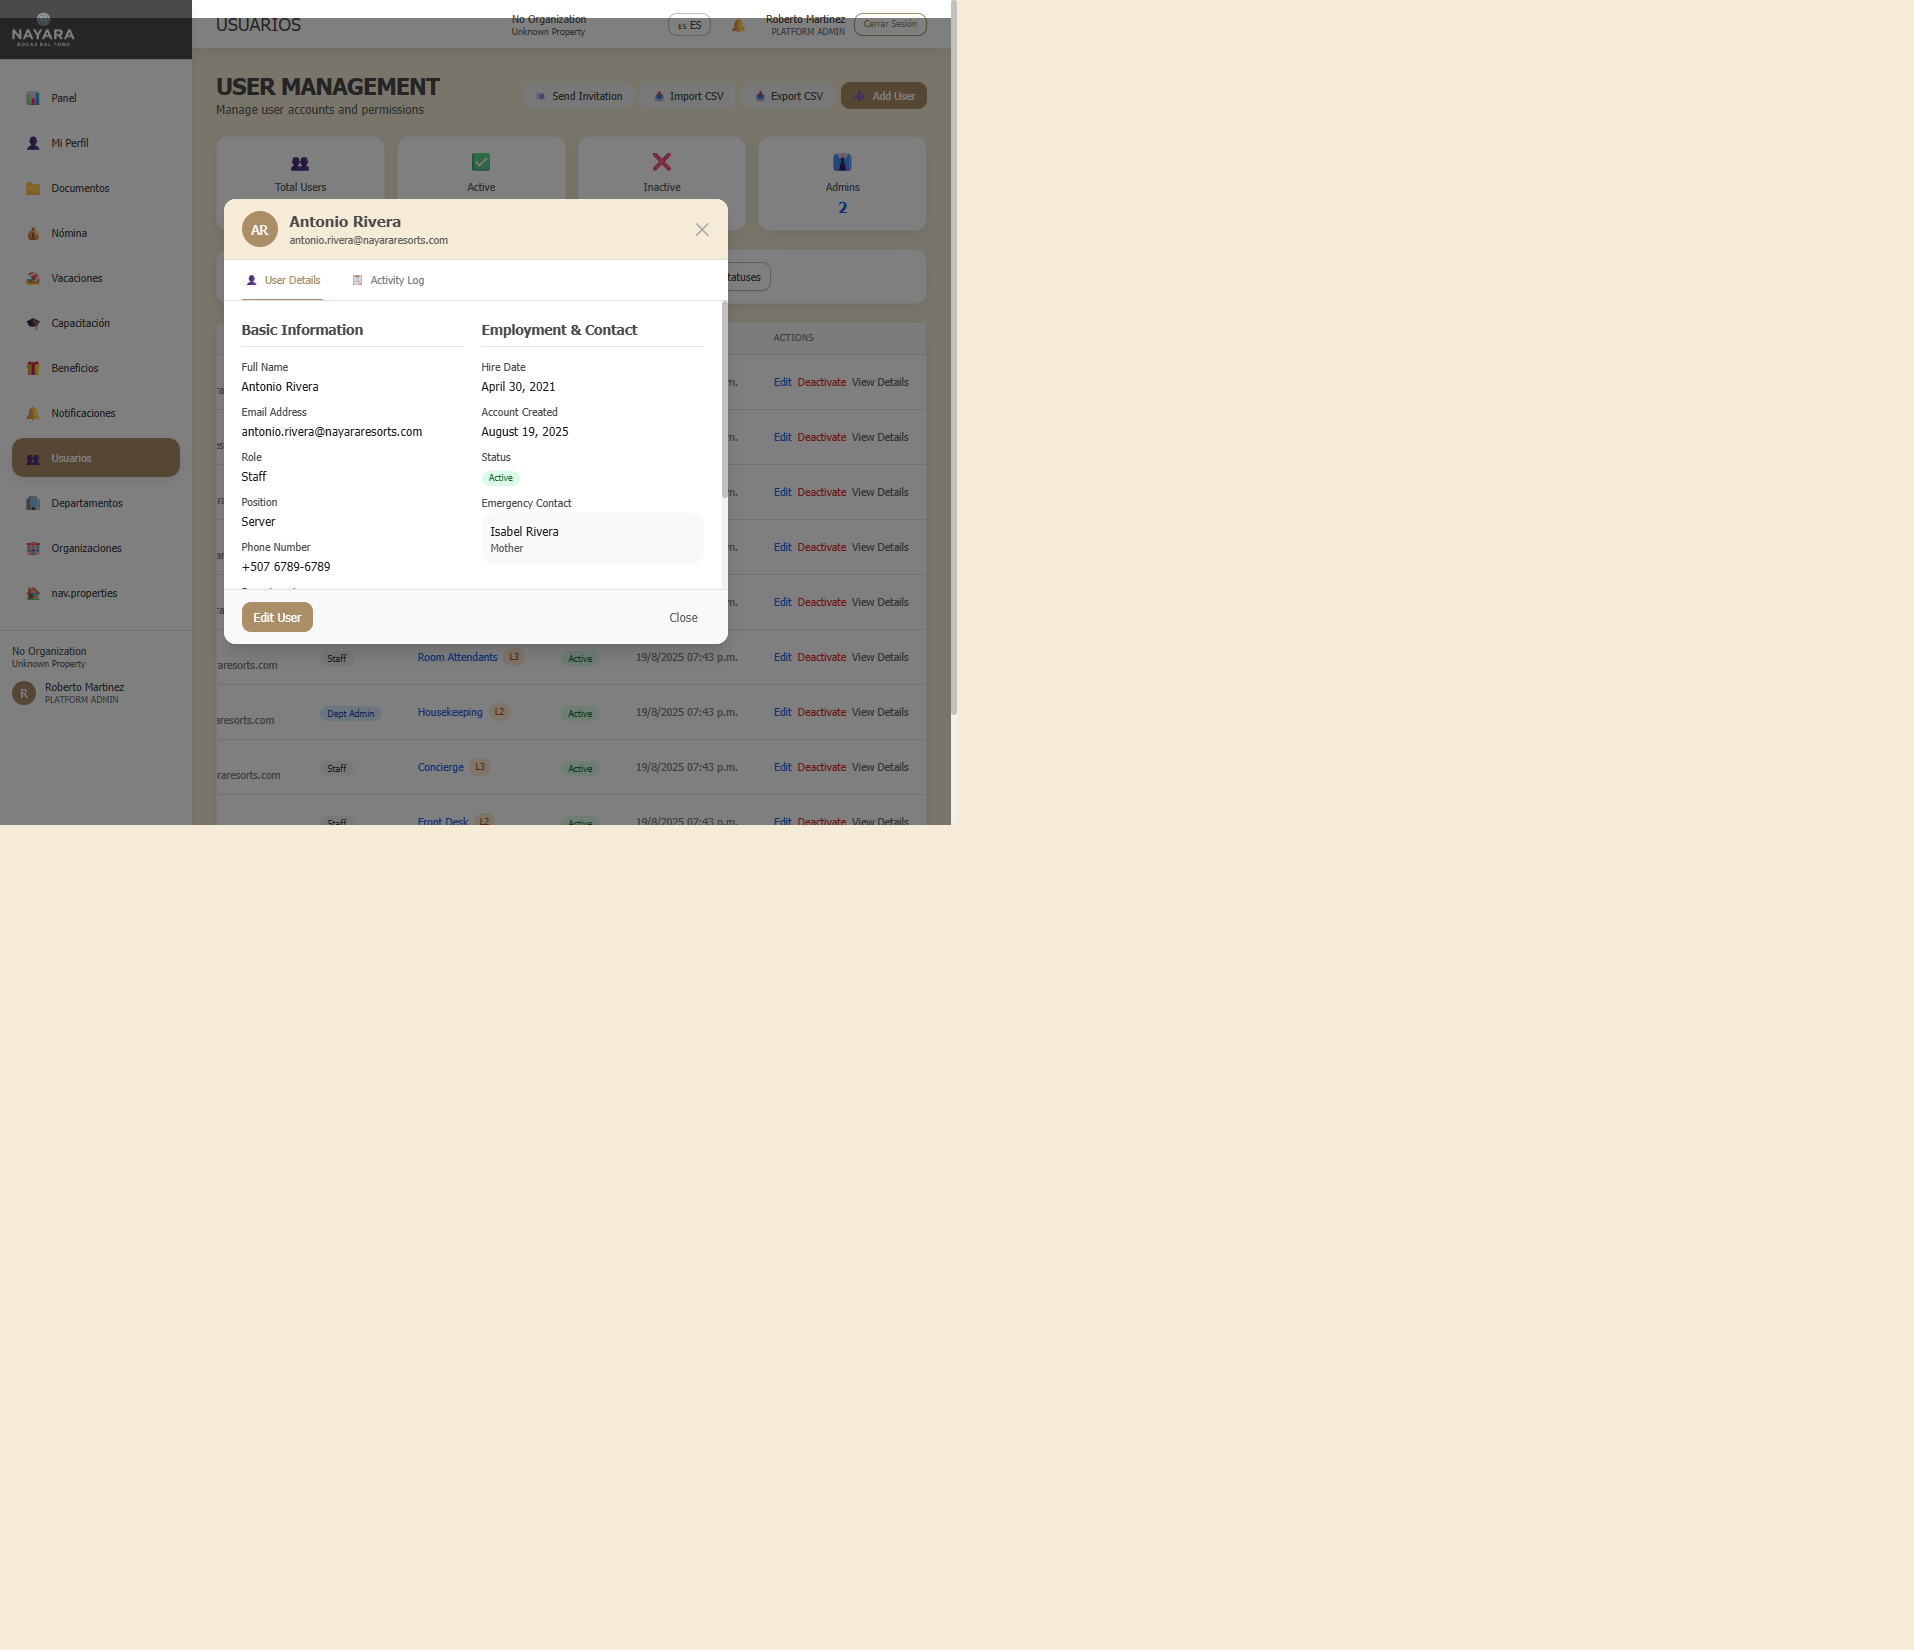 NAYARA
BOCAS DEL TORO
USUARIOS
No Organization
Unknown Property
ES ES
Roberto Martinez
PLATFORM ADMIN
Cerrar Sesión
Panel
Mi Perfil
Documentos
Nómina
Vacaciones
Capacitación
Beneficios
Notificaciones
Usuarios
Departamentos
Organizaciones
nav.properties
No Organization
Unknown Property
R
Roberto Martinez
PLATFORM ADMIN
USER MANAGEMENT
Manage user accounts and permissions
Send Invitation
Import CSV
Export CSV
Add User
Total Users
Active
Inactive
Admins
2
tatuses
ACTIONS
AR
Antonio Rivera
antonio.rivera@nayararesorts.com
User Details
Activity Log
Basic Information
Full Name
Antonio Rivera
Email Address
antonio.rivera@nayararesorts.com
Role
Staff
Position
Server
Phone Number
+507 6789-6789
Employment & Contact
Hire Date
April 30, 2021
Account Created
August 19, 2025
Status
Active
Emergency Contact
Isabel Rivera
Mother
Edit User
Close
m. Edit Deactivate View Details
m. Edit Deactivate View Details
m. Edit Deactivate View Details
m. Edit Deactivate View Details
m. Edit Deactivate View Details
raresorts.com Staff Room Attendants L3 Active 19/8/2025 07:43 p.m. Edit Deactivate View Details
aresorts.com Dept Admin Housekeeping L2 Active 19/8/2025 07:43 p.m. Edit Deactivate View Details
raresorts.com Staff Concierge L3 Active 19/8/2025 07:43 p.m. Edit Deactivate View Details
Staff Front Desk L2 Active 19/8/2025 07:43 p.m. Edit Deactivate View Details